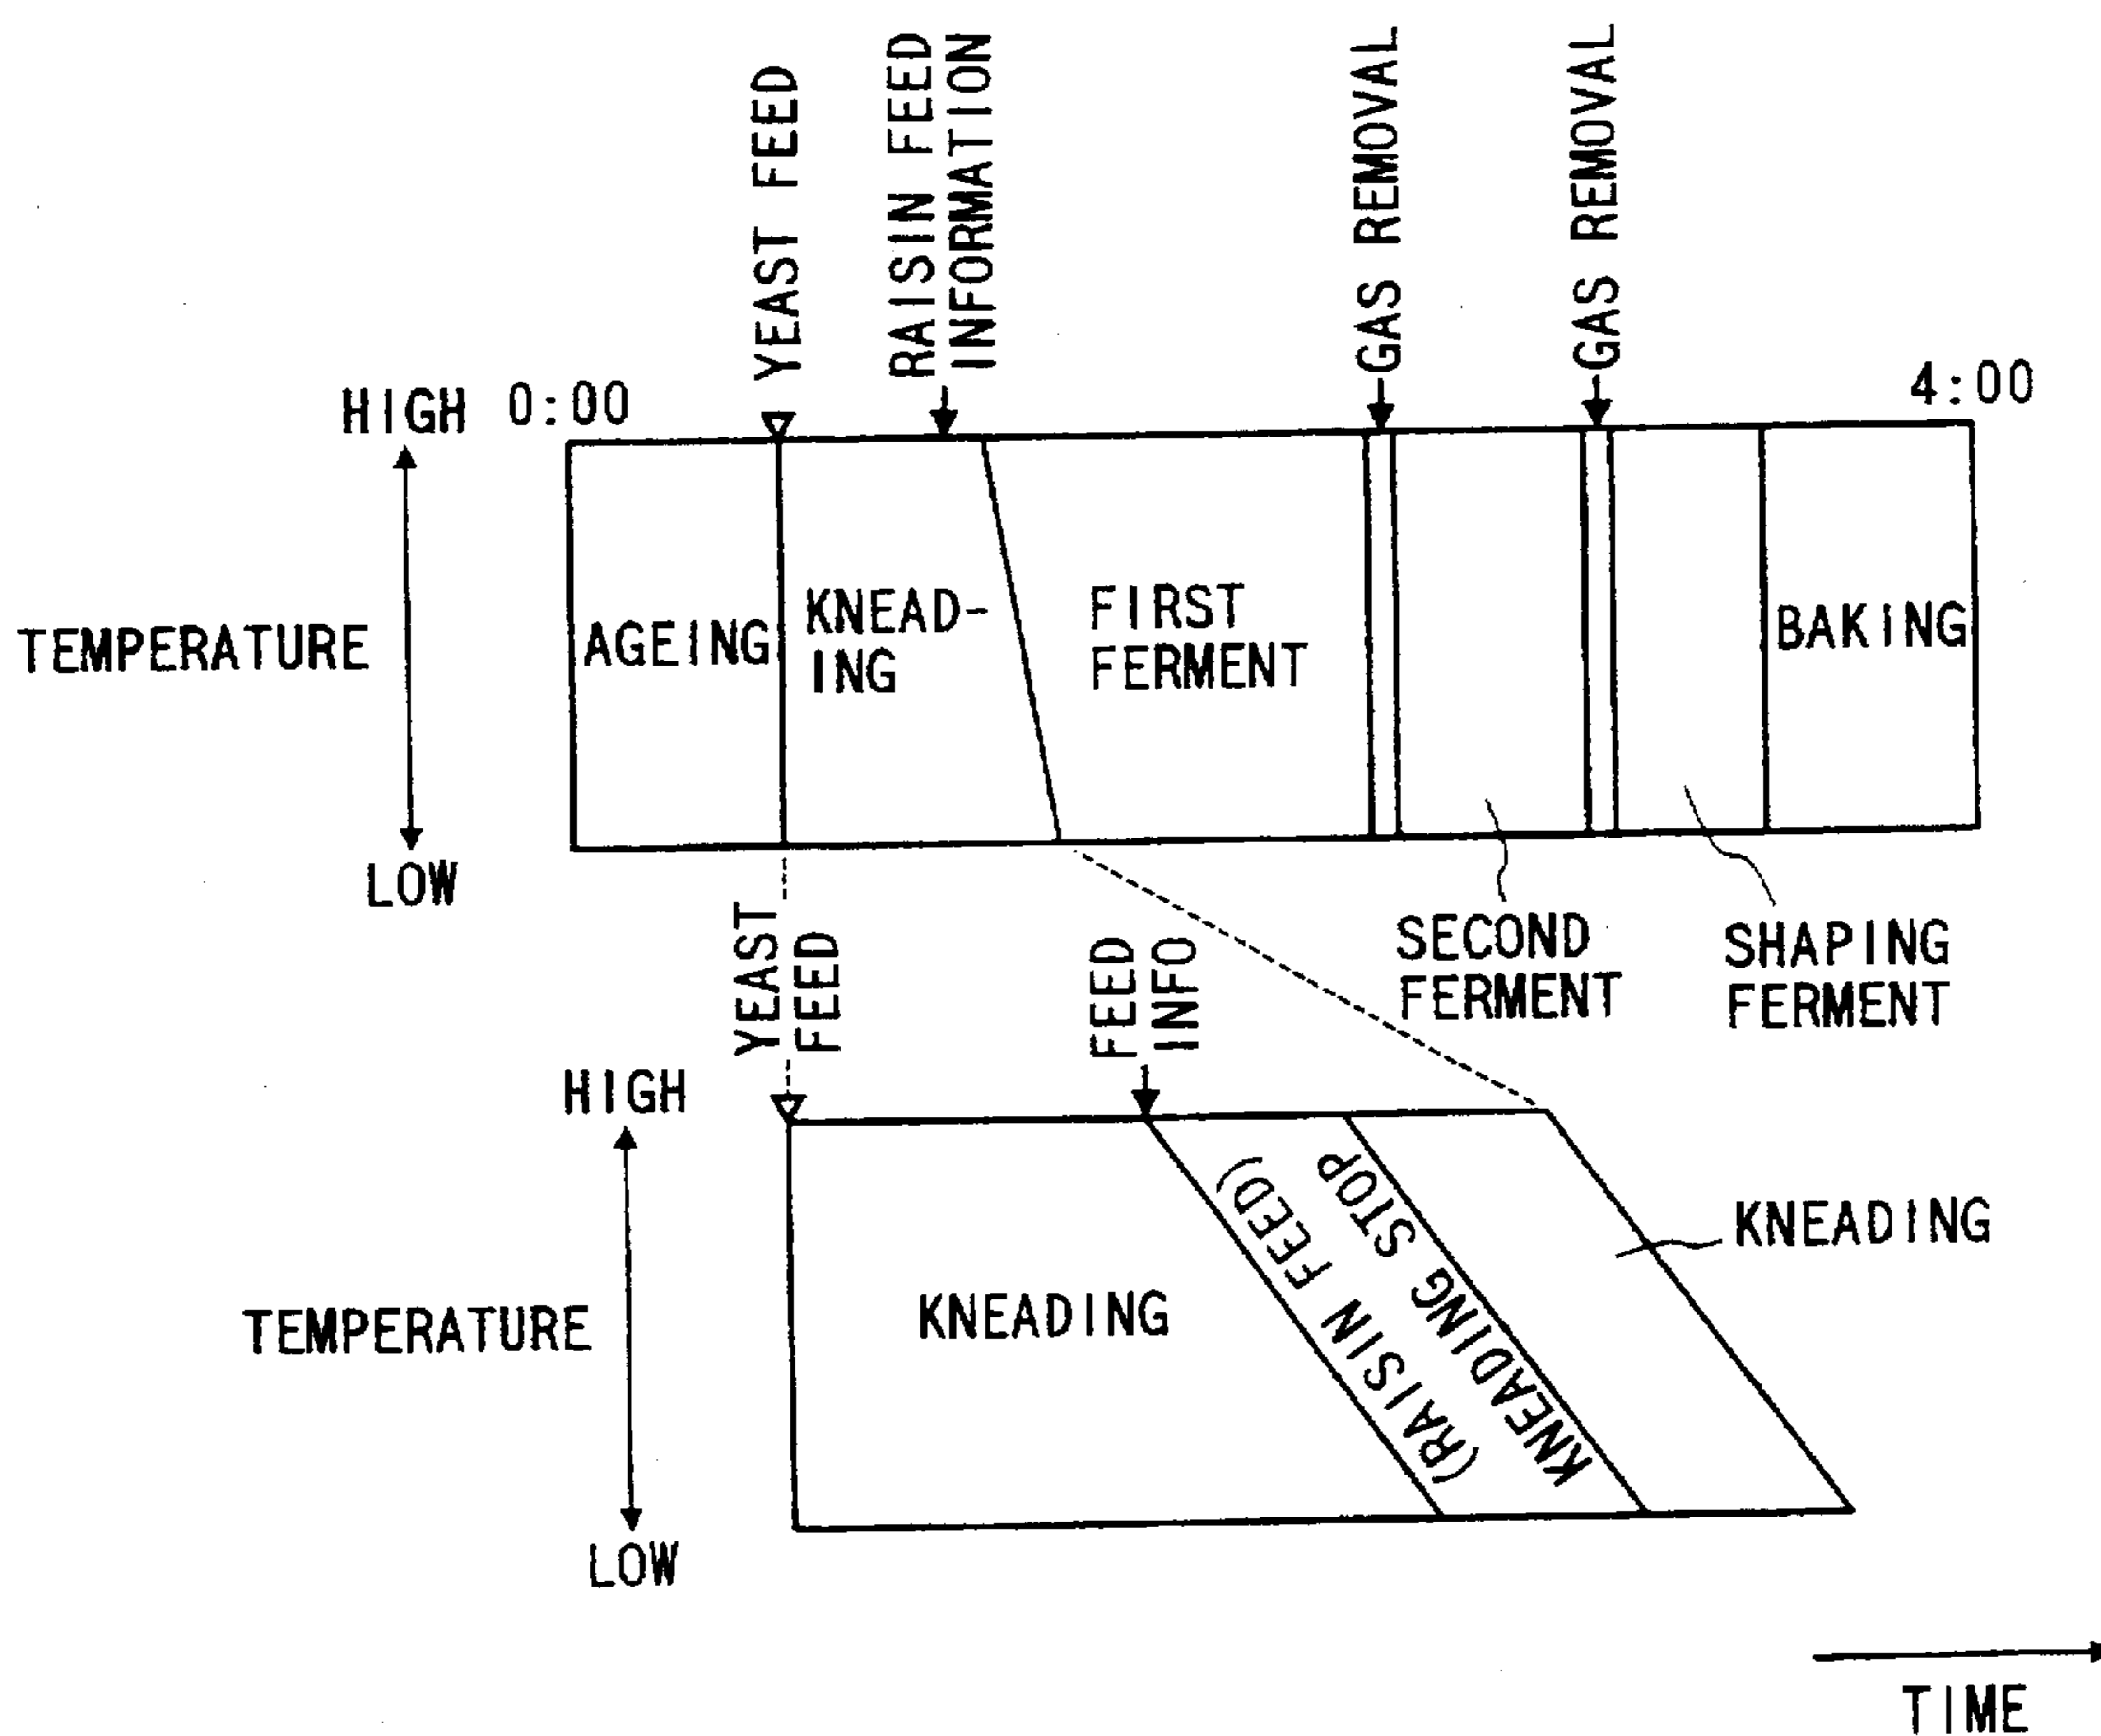 YEAST FEED
RAISIN FEED
INFORMATION
GAS REMOVAL
GAS REMOVAL
HIGH
0:00
4:00
TEMPERATURE
AGEING
KNEAD-
ING
FIRST
FERMENT
BAKING
LOW
SECOND
FERMENT
SHAPING
FERMENT
YEAST
FEED
FEED
INFO
HIGH
TEMPERATURE
KNEADING
(RAISIN FEED)
KNEADING STOP
KNEADING
LOW
TIME